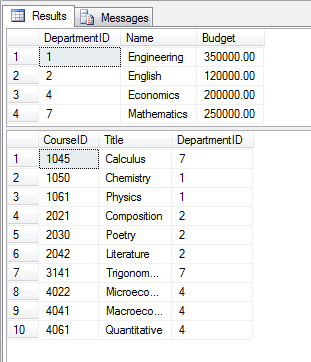 Results Messages
DepartmentID Name Budget
1 1 Engineering 350000.00
2 2 English 120000.00
3 4 Economics 200000.00
4 7 Mathematics 250000.00
CourseID Title DepartmentID
1 1045 Calculus 7
2 1050 Chemistry 1
3 1061 Physics 1
4 2021 Composition 2
5 2030 Poetry 2
6 2042 Literature 2
7 3141 Trigonom... 7
8 4022 Microeco... 4
9 4041 Macroeco... 4
10 4061 Quantitative 4